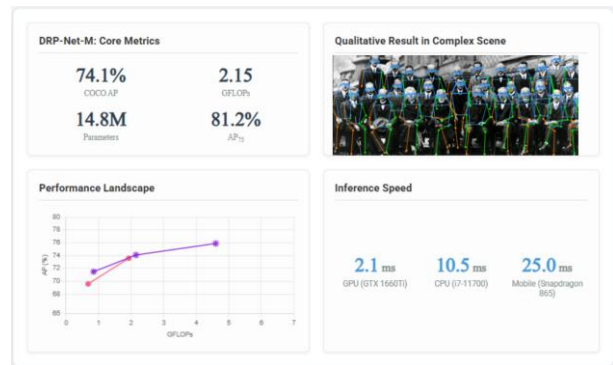 DRP-Net-M: Core Metrics
74.1%
2.15
COCO AP
GFLOPs
14.8M
81.2%
Parameters
AP75
Qualitative Result in Complex Scene
Performance Landscape
80
78
76
74
72
70
68
65
AP (%)
0 1 2 3 4 5 6 7
GFLOPs
Inference Speed
2.1 ms
10.5 ms
25.0 ms
GPU (GTX 1660Ti)
CPU (i7-11700)
Mobile (Snapdragon
865)